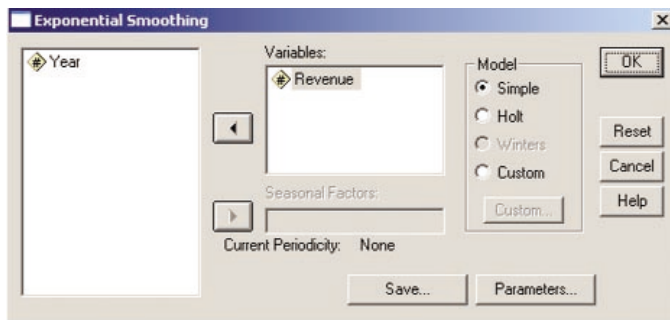 Exponential Smoothing
Year
Variables:
Revenue
Seasonal Factors:
Current Periodicity: None
Model
Simple
Holt
Winters
Custom
Custom...
OK
Reset
Cancel
Help
Save...
Parameters...